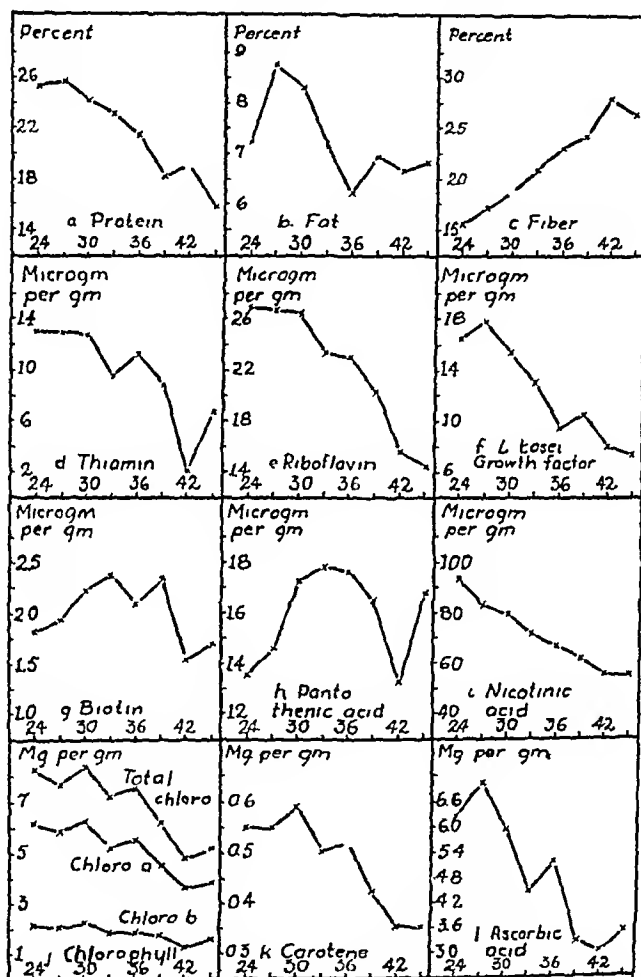 Percent
26
22
18
14
a Protein
24 30 36 42
Percent
9
8
7
6
b. Fat
24 30 36 42
Percent
30
25
20
15
c Fiber
24 30 36 42
Microgm
per gm
14
10
6
2
d Thiamin
24 30 36 42
Microgm
per gm
26
22
18
14
e Riboflavin
24 30 36 42
Microgm
per gm
18
14
10
6
f L casei
Growth factor
24 30 36 42
Microgm
per gm
2.5
2.0
1.5
1.0
g Biotin
24 30 36 42
Microgm
per gm
18
16
14
12
h Panto
thenic acid
24 30 36 42
Microgm
per gm
100
80
60
40
i Nicotinic
acid
24 30 36 42
Mg per gm
7
5
3
1
Total
chloro
Chloro a
Chloro b
j Chlorophyll
24 30 36 42
Mg per gm
0.6
0.5
0.4
0.3
k Carotene
24 30 36 42
Mg per gm
6.6
6.0
5.4
4.8
4.2
3.6
3.0
l Ascorbic
acid
24 30 36 42